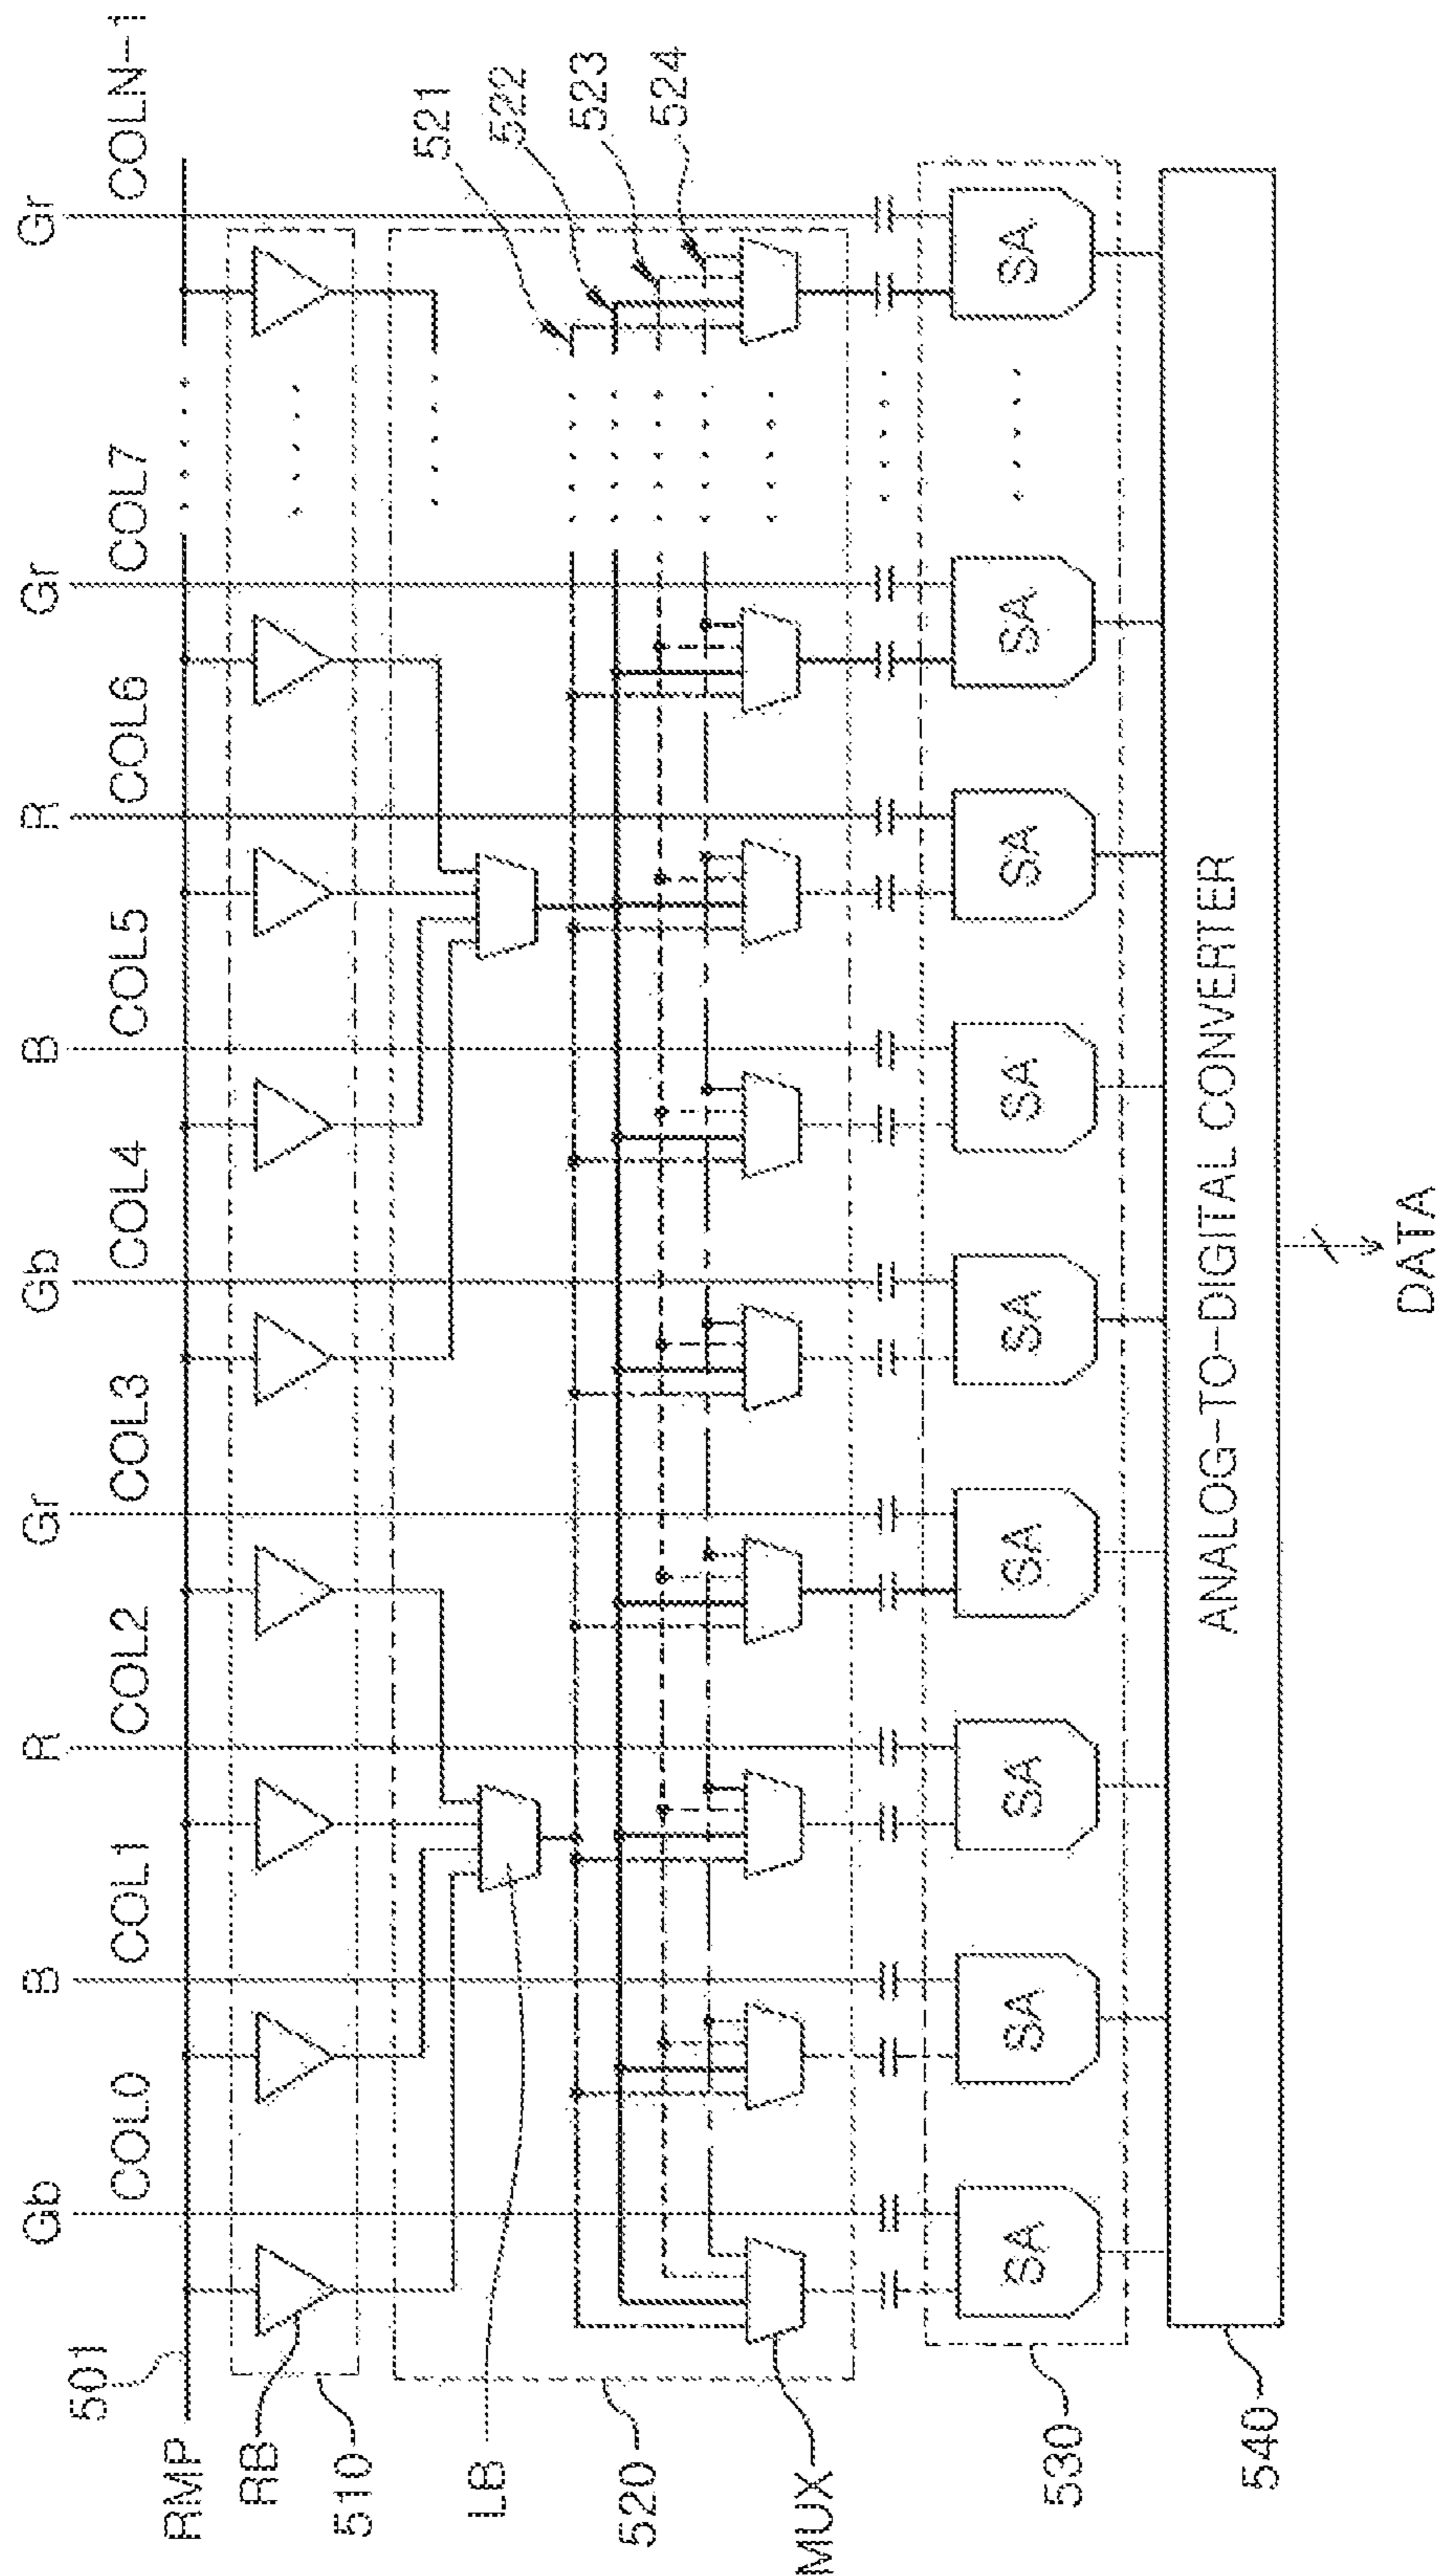 Gb B R Gr Gb B R Gr Gr
COL0 COL1 COL2 COL3 COL4 COL5 COL6 COL7 COLN-1
501
RMP
RB
510
LB
521
522
523
524
520
MUX
SA SA SA SA SA SA SA SA SA
530
ANALOG-TO-DIGITAL CONVERTER
540
DATA